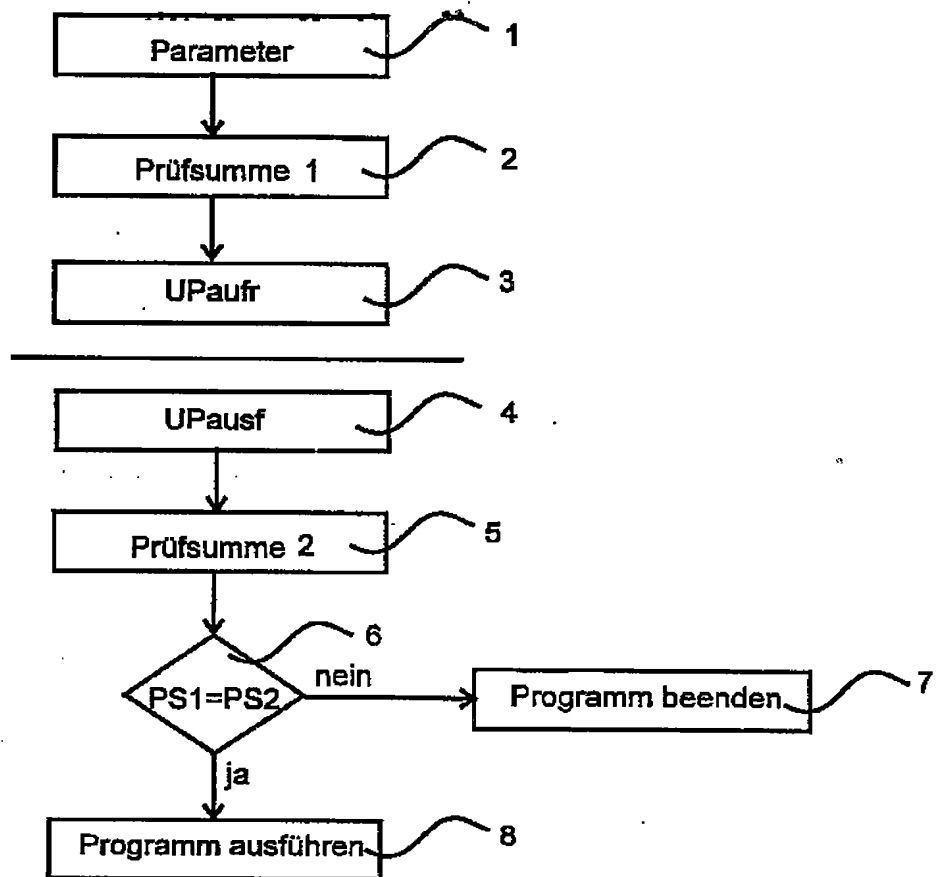 Parameter 1
Prüfsumme 1 2
UPaufr 3
UPausf 4
Prüfsumme 2 5
6
PS1=PS2
nein
Programm beenden 7
ja
Programm ausführen 8